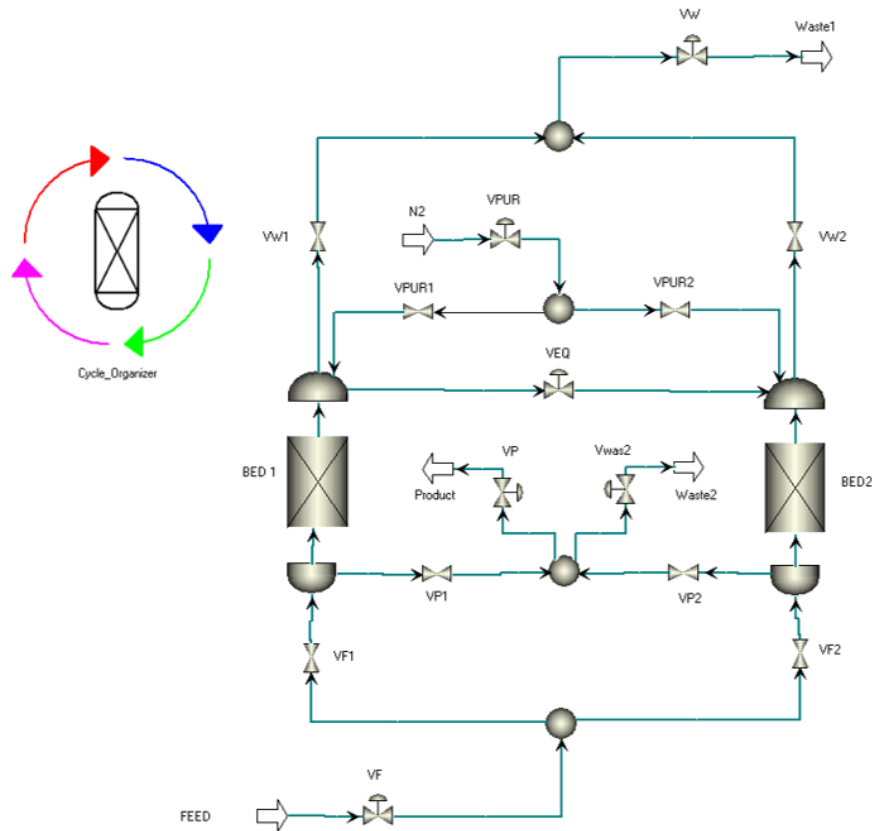 VW
Waste1
VW1
N2
VPUR
VW2
VPUR1
VPUR2
Cycle_Organizer
VEQ
BED 1
VP
Vwas2
Product
Waste2
BED2
VP1
VP2
VF1
VF2
VF
FEED